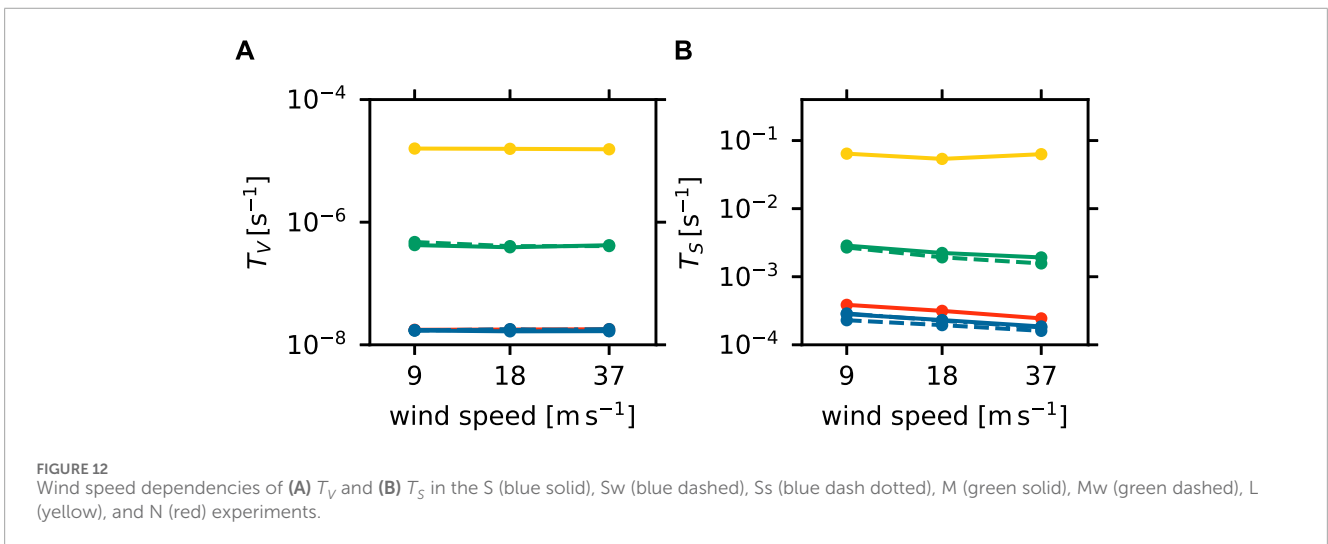 A
B
T_V [s⁻¹]
10⁻⁴
10⁻⁶
10⁻⁸
9 18 37
wind speed [m s⁻¹]
T_S [s⁻¹]
10⁻¹
10⁻²
10⁻³
10⁻⁴
9 18 37
wind speed [m s⁻¹]
FIGURE 12
Wind speed dependencies of (A) T_V and (B) T_S in the S (blue solid), Sw (blue dashed), Ss (blue dash dotted), M (green solid), Mw (green dashed), L
(yellow), and N (red) experiments.